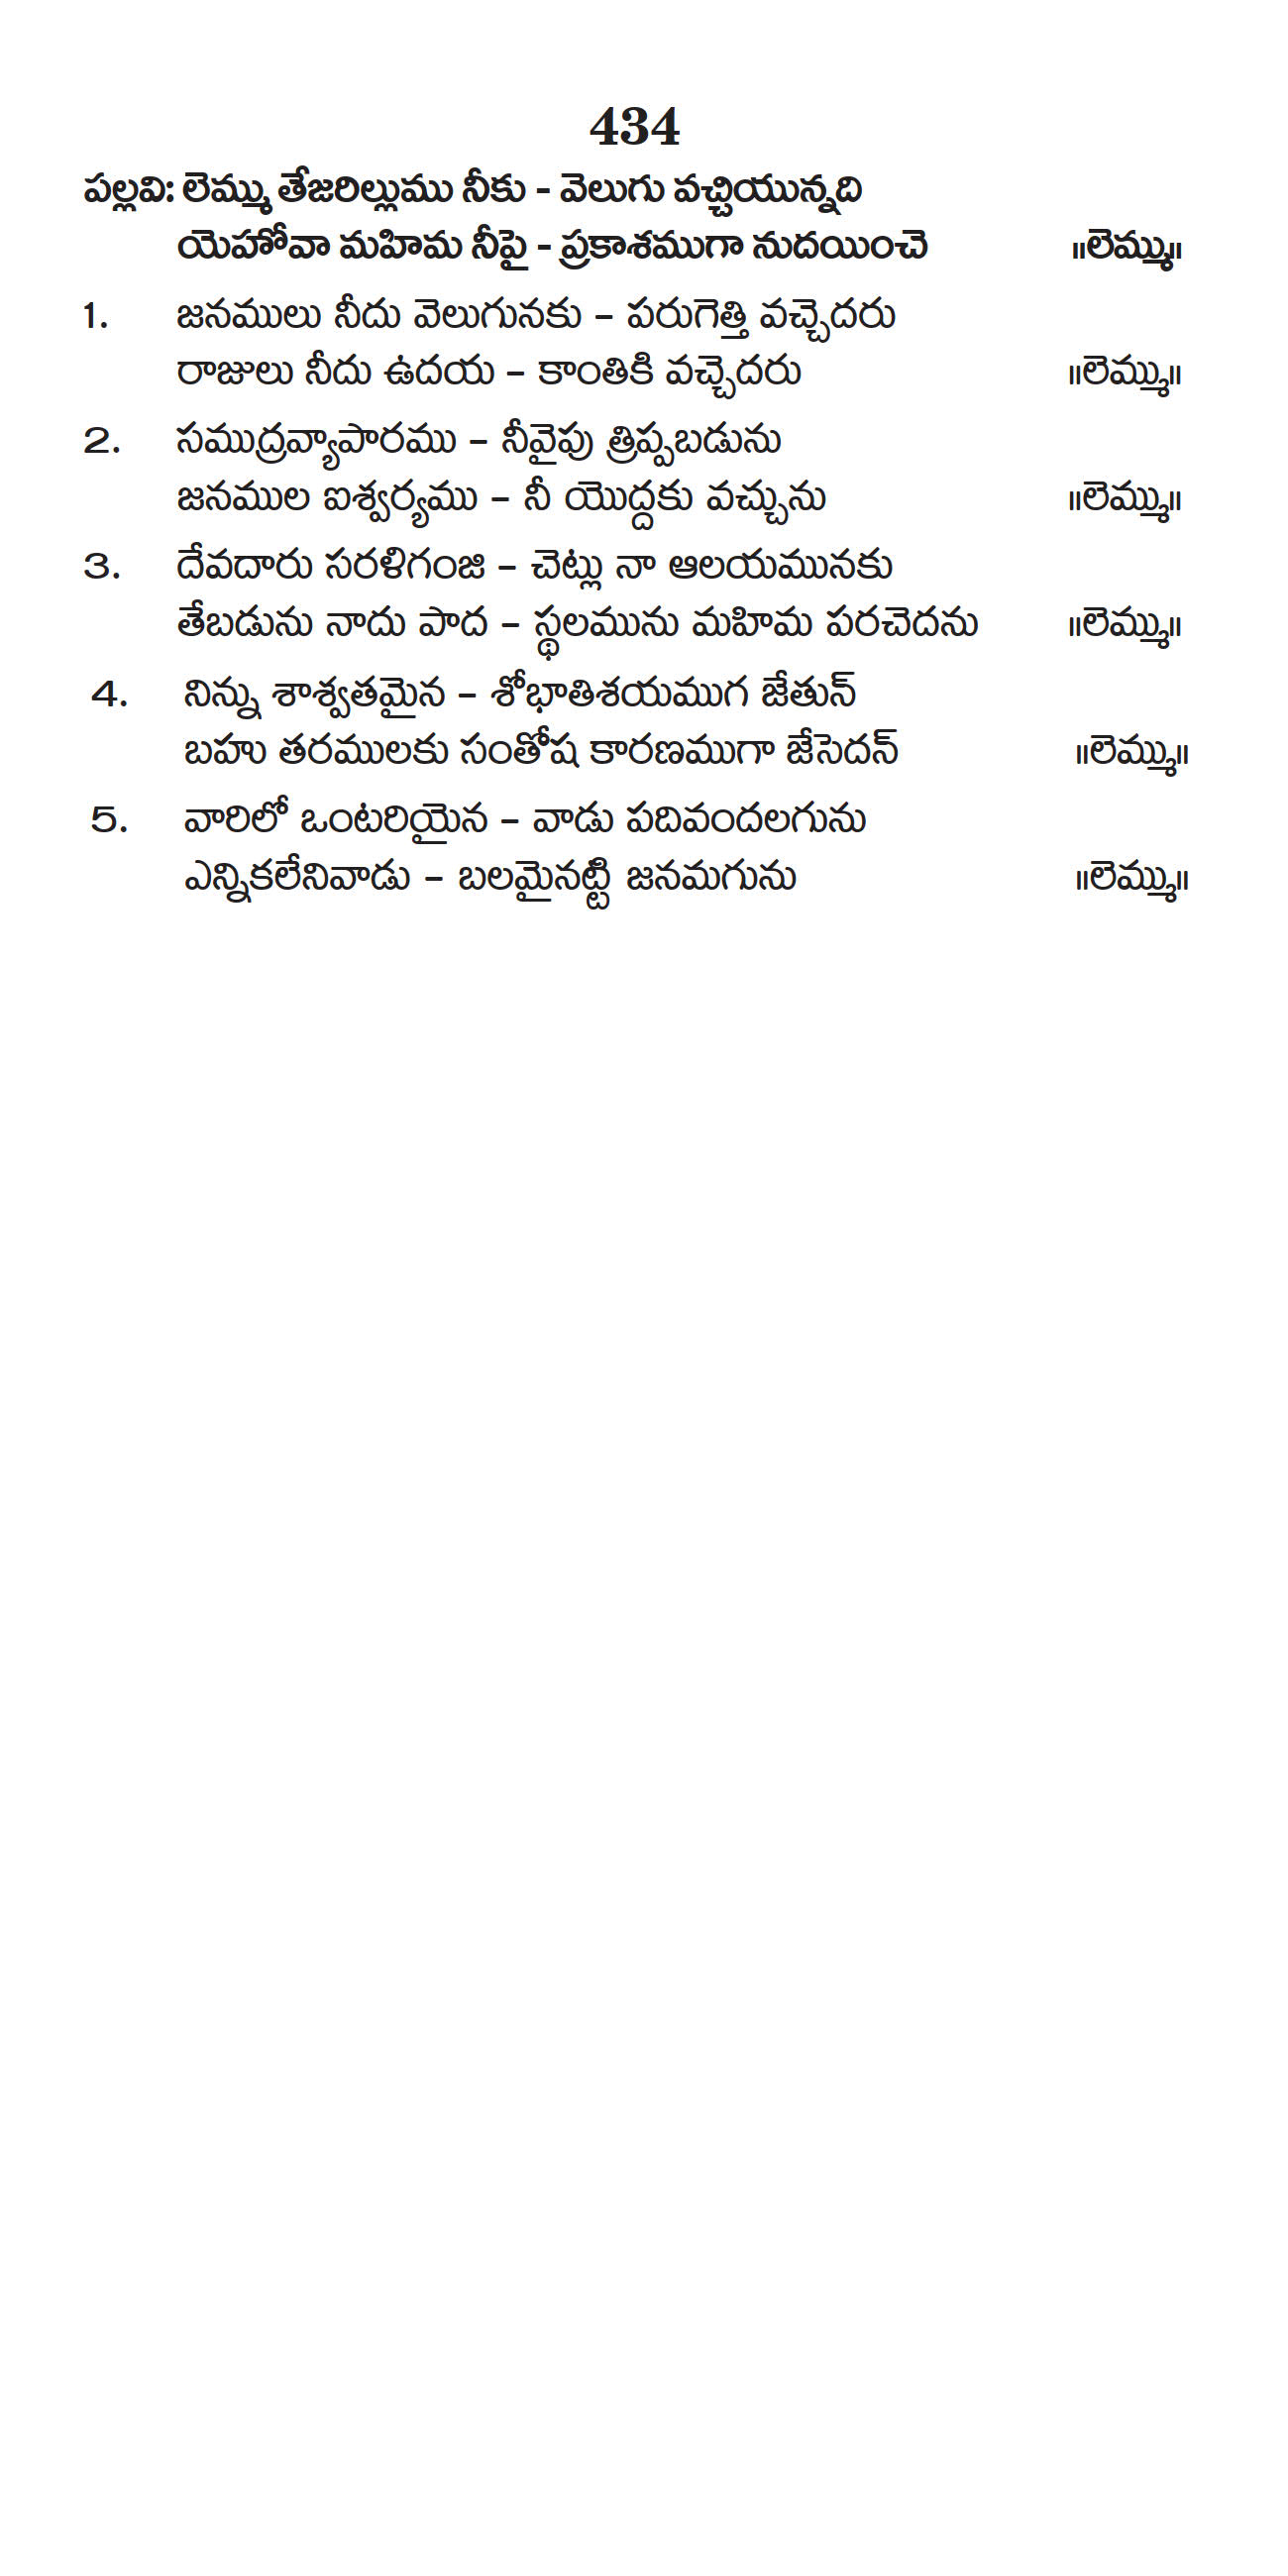 434
పల్లవి: లెమ్ము తేజరిల్లుము నీకు - వెలుగు వచ్చియున్నది
యెహోవా మహిమ నీపై - ప్రకాశముగా నుదయించె ॥లెమ్ము॥
1. జనములు నీదు వెలుగునకు – పరుగెత్తి వచ్చెదరు
రాజులు నీదు ఉదయ – కాంతికి వచ్చెదరు ॥లెమ్ము॥
2. సముద్రవ్యాపారము – నీవైపు త్రిప్పబడును
జనముల ఐశ్వర్యము – నీ యొద్దకు వచ్చును ॥లెమ్ము॥
3. దేవదారు సరళిగంజి – చెట్లు నా ఆలయమునకు
తేబడును నాదు పాద – స్థలమును మహిమ పరచెదను ॥లెమ్ము॥
4. నిన్ను శాశ్వతమైన – శోభాతిశయముగ జేతున్
బహు తరములకు సంతోష కారణముగా జేసెదన్ ॥లెమ్ము॥
5. వారిలో ఒంటరియైన – వాడు పదివందలగును
ఎన్నికలేనివాడు – బలమైనట్టి జనమగును ॥లెమ్ము॥